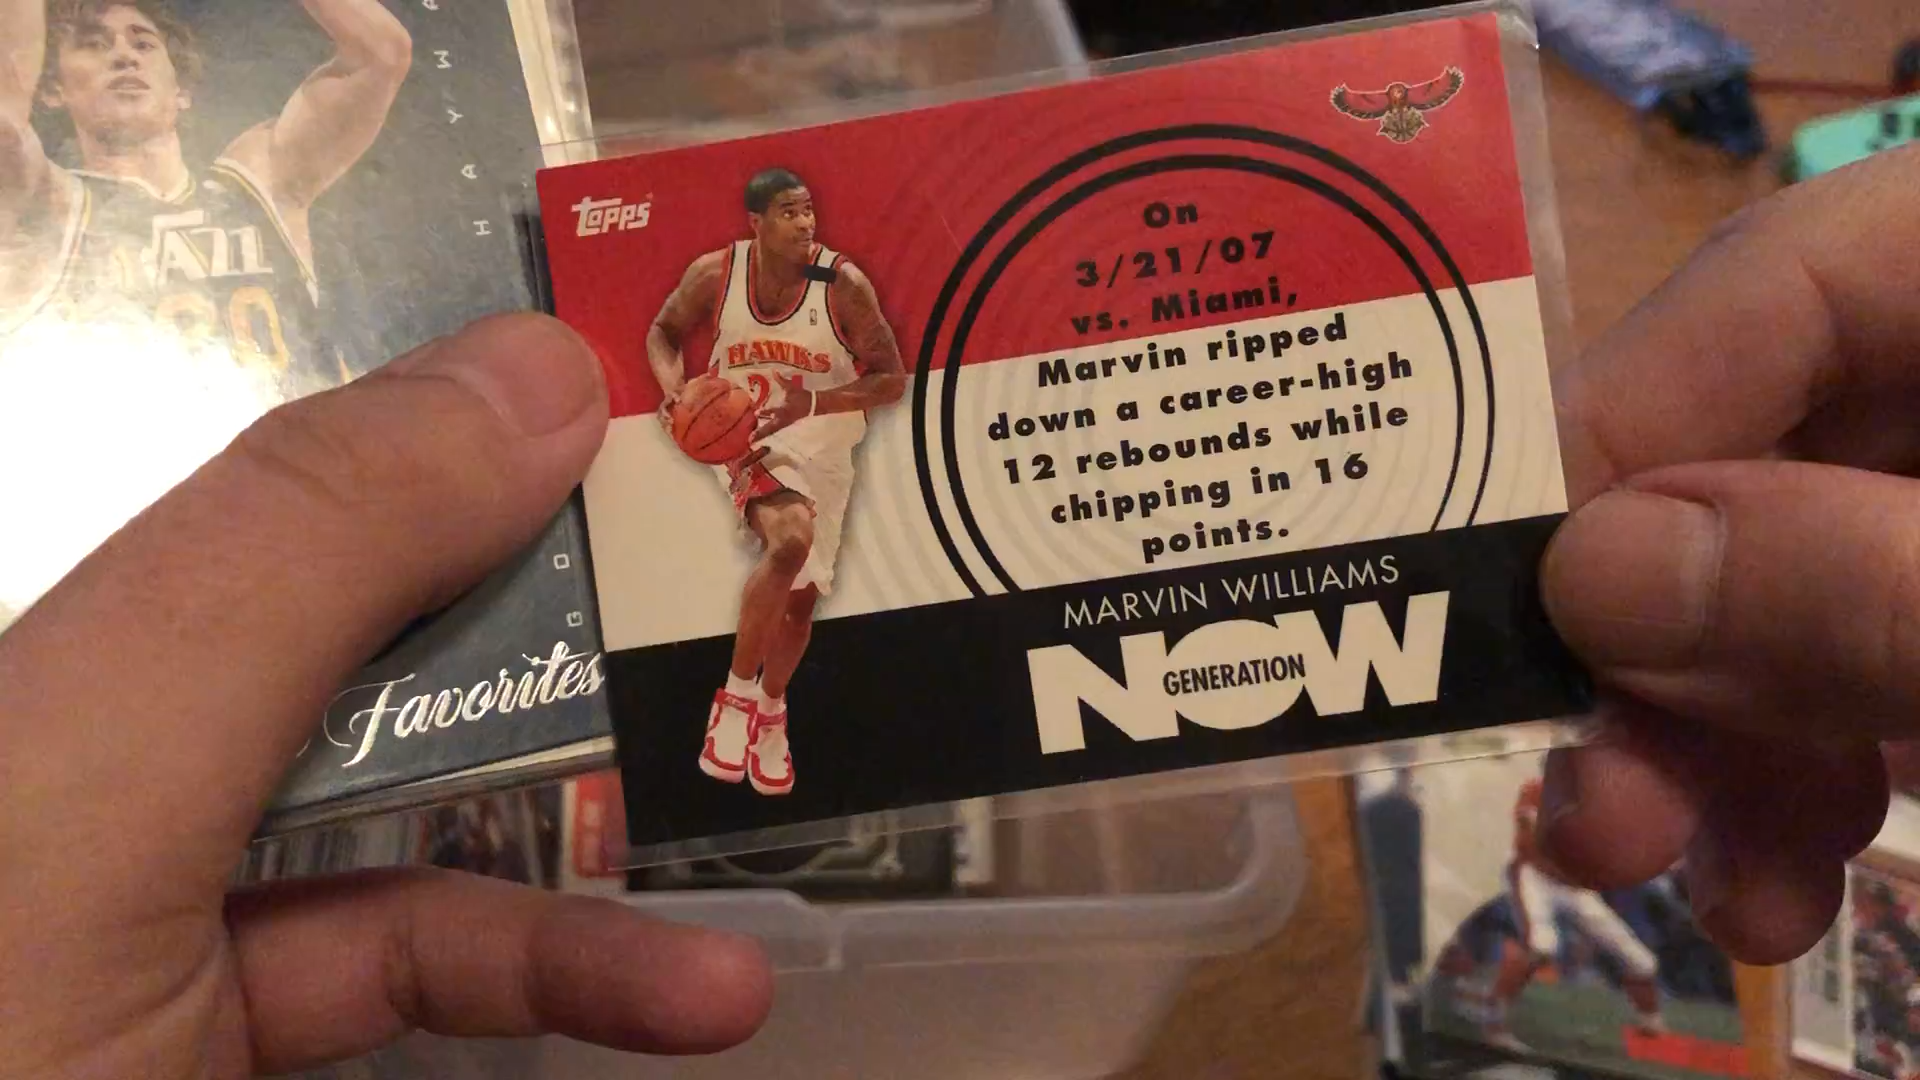 Topps
On
3/21/07
vs. Miami,
Marvin ripped
down a career-high
12 rebounds while
chipping in 16
points.
MARVIN WILLIAMS
NOW
GENERATION
HAWKS
JAZZ
20
Favorites